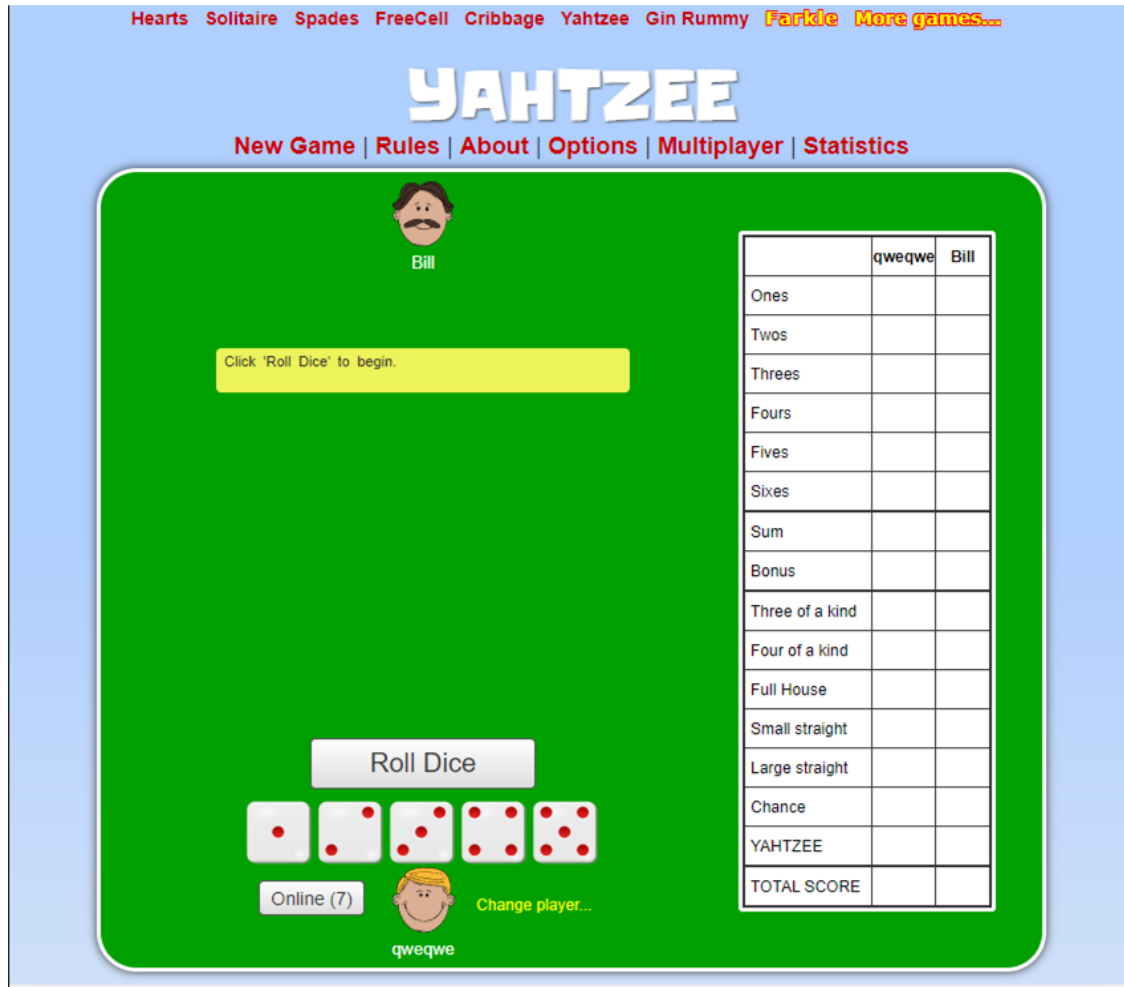 Hearts Solitaire Spades FreeCell Cribbage Yahtzee Gin Rummy Farkle More games...
YAHTZEE
New Game | Rules | About | Options | Multiplayer | Statistics
Bill
Click 'Roll Dice' to begin.
Roll Dice
Online (7)
Change player...
qweqwe
qweqwe Bill
Ones
Twos
Threes
Fours
Fives
Sixes
Sum
Bonus
Three of a kind
Four of a kind
Full House
Small straight
Large straight
Chance
YAHTZEE
TOTAL SCORE